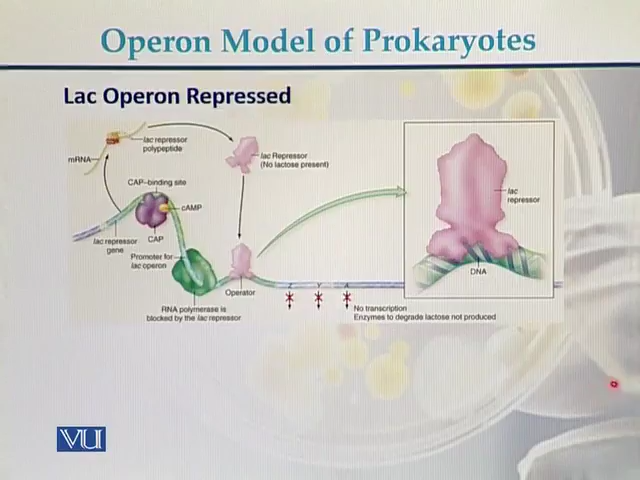 Operon Model of Prokaryotes
Lac Operon Repressed
lac repressor
polypeptide
mRNA
lac Repressor
(No lactose present)
CAP-binding site
cAMP
lac
repressor
lac repressor
gene
CAP
Promoter for
lac operon
DNA
Operator
Z Y A
RNA polymerase is
blocked by the lac repressor
No transcription
Enzymes to degrade lactose not produced
VU